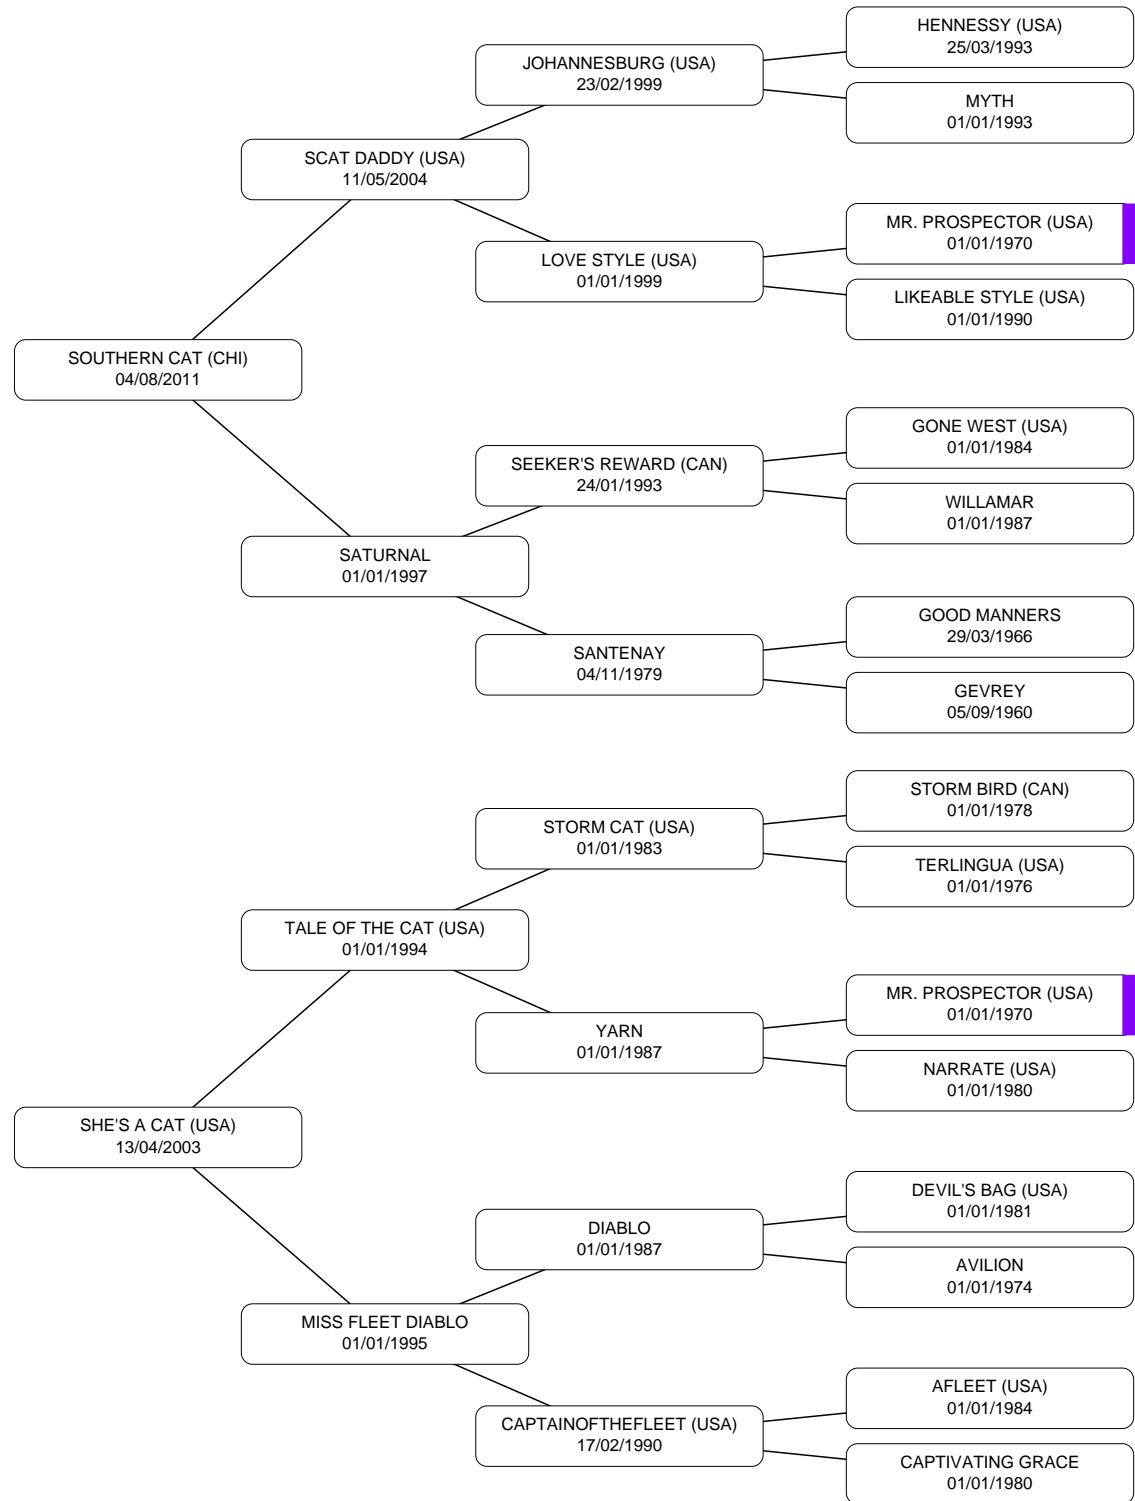 HENNESSY (USA)
25/03/1993
JOHANNESBURG (USA)
23/02/1999
MYTH
01/01/1993
SCAT DADDY (USA)
11/05/2004
MR. PROSPECTOR (USA)
01/01/1970
LOVE STYLE (USA)
01/01/1999
LIKEABLE STYLE (USA)
01/01/1990
SOUTHERN CAT (CHI)
04/08/2011
GONE WEST (USA)
01/01/1984
SEEKER'S REWARD (CAN)
24/01/1993
WILLAMAR
01/01/1987
SATURNAL
01/01/1997
GOOD MANNERS
29/03/1966
SANTENAY
04/11/1979
GEVREY
05/09/1960
STORM BIRD (CAN)
01/01/1978
STORM CAT (USA)
01/01/1983
TERLINGUA (USA)
01/01/1976
TALE OF THE CAT (USA)
01/01/1994
MR. PROSPECTOR (USA)
01/01/1970
YARN
01/01/1987
NARRATE (USA)
01/01/1980
SHE'S A CAT (USA)
13/04/2003
DEVIL'S BAG (USA)
01/01/1981
DIABLO
01/01/1987
AVILION
01/01/1974
MISS FLEET DIABLO
01/01/1995
AFLEET (USA)
01/01/1984
CAPTAINOFTHEFLEET (USA)
17/02/1990
CAPTIVATING GRACE
01/01/1980